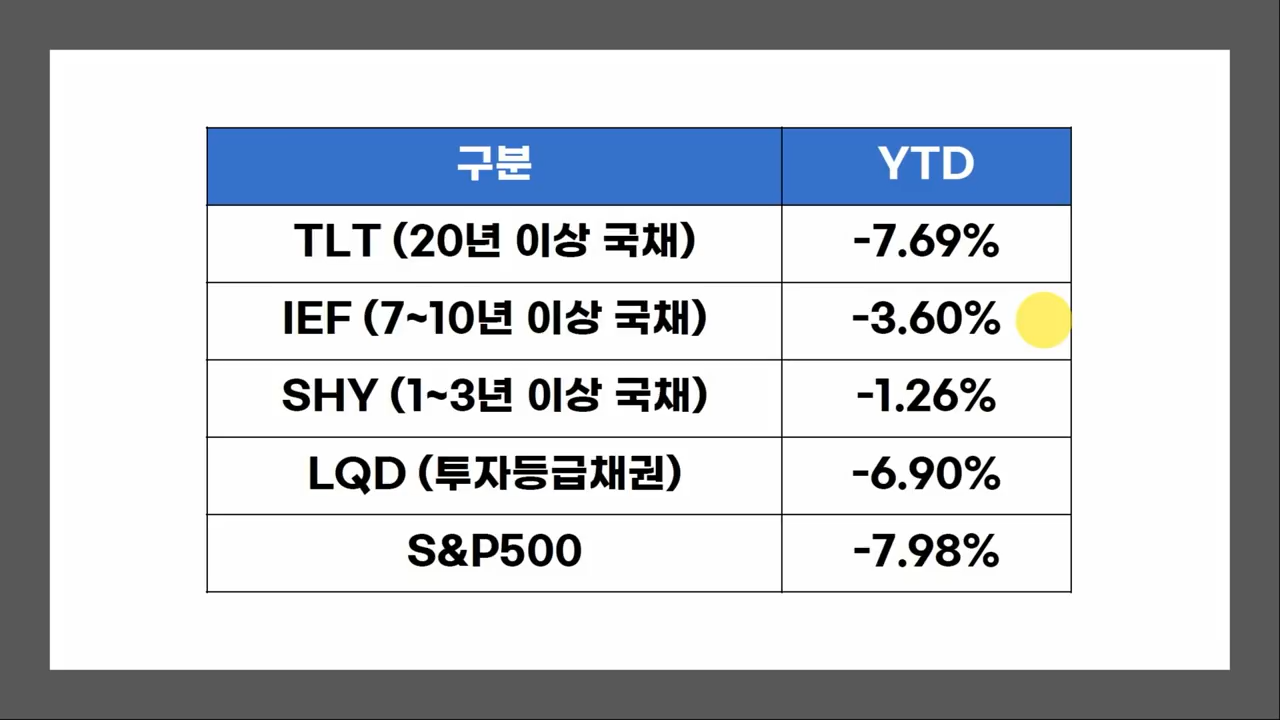 구분 YTD
TLT (20년 이상 국채) -7.69%
IEF (7~10년 이상 국채) -3.60%
SHY (1~3년 이상 국채) -1.26%
LQD (투자등급채권) -6.90%
S&P500 -7.98%